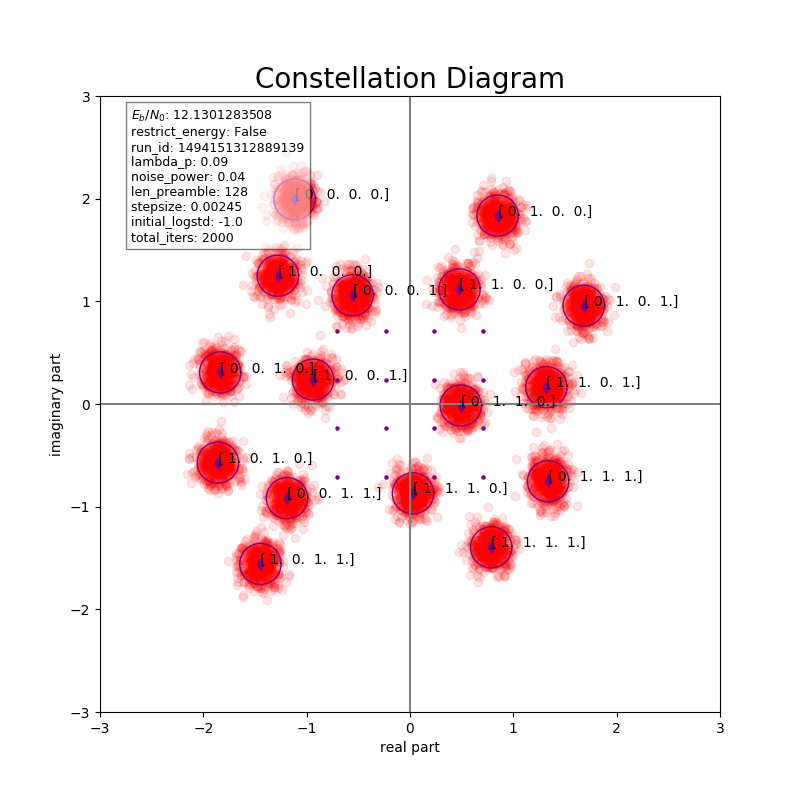 Constellation Diagram
3
E_b/N_0: 12.1301283508
restrict_energy: False
run_id: 1494151312889139
lambda_p: 0.09
noise_power: 0.04
len_preamble: 128
stepsize: 0.00245
initial_logstd: -1.0
total_iters: 2000
[ 0. 0. 0. 0.]
[ 0. 1. 0. 0.]
2
[ 1. 0. 0. 0.]
[ 0. 0. 0. 1.]
[ 1. 1. 0. 0.]
[ 0. 1. 0. 1.]
1
[ 0. 0. 1. 0.]
[ 1. 0. 0. 1.]
[ 0. 1. 1. 0.]
[ 1. 1. 0. 1.]
0
imaginary part
[ 1. 0. 1. 0.]
[ 0. 0. 1. 1.]
[ 1. 1. 1. 0.]
[ 0. 1. 1. 1.]
−1
[ 1. 0. 1. 1.]
[ 1. 1. 1. 1.]
−2
−3
−3 −2 −1 0 1 2 3
real part